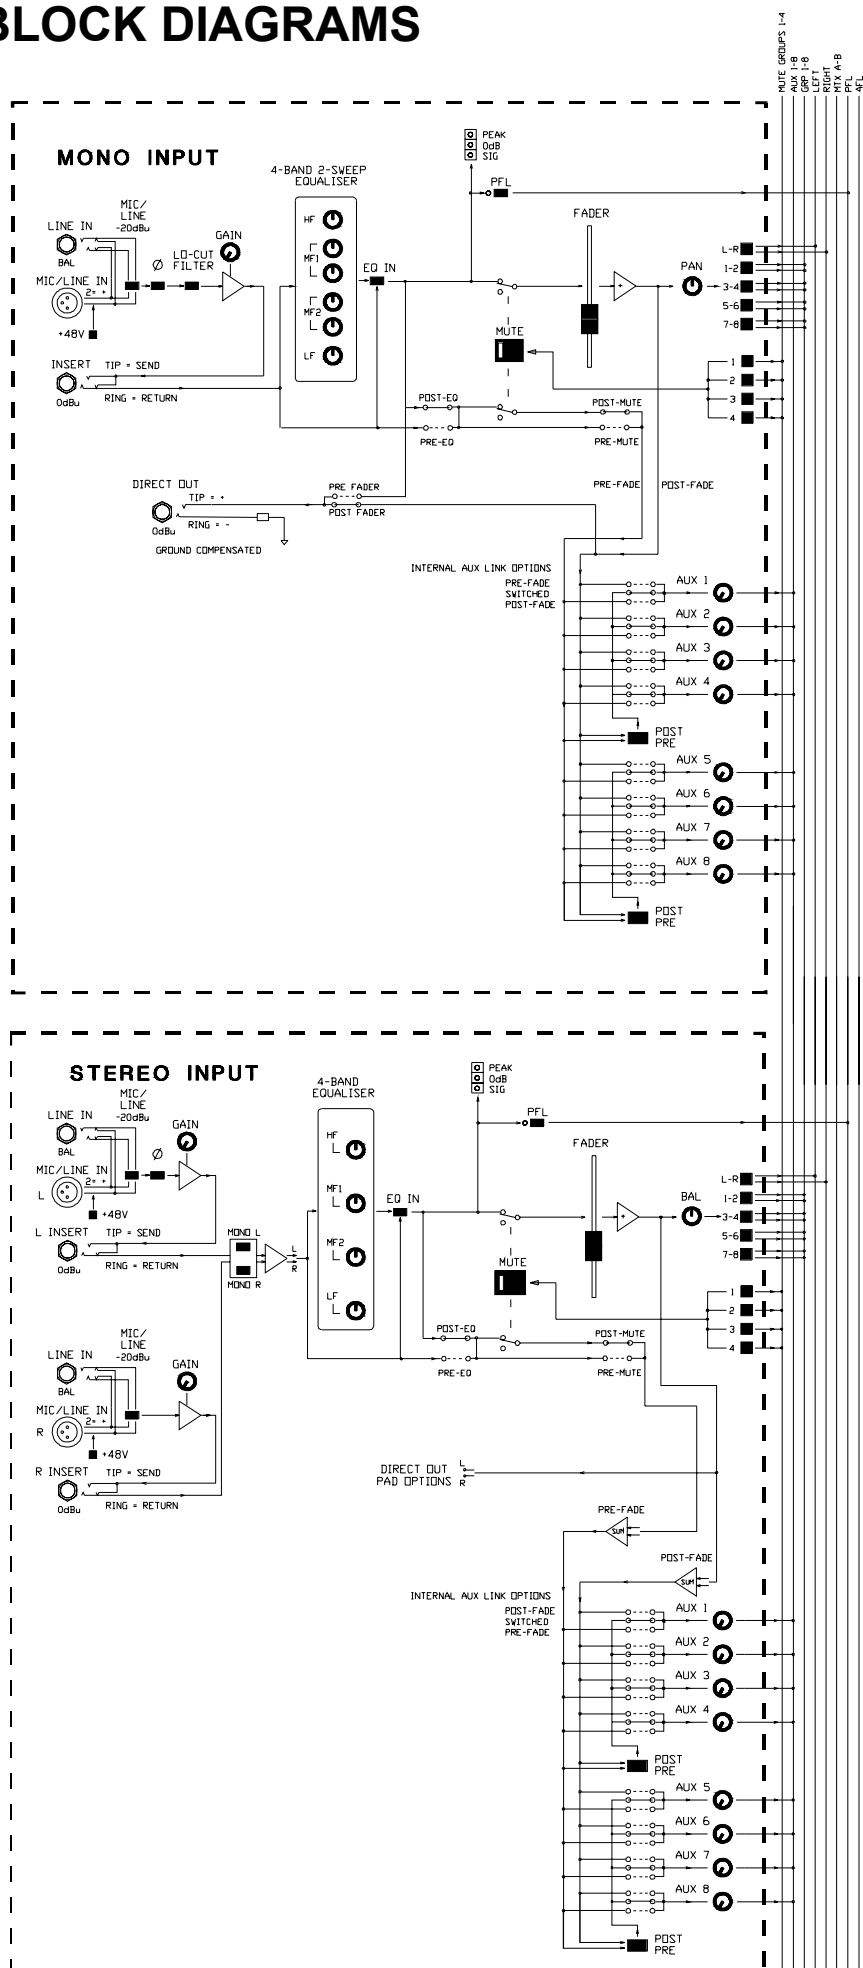 BLOCK DIAGRAMS
MUTE GROUPS 1-4
AUX 1-8
GRP 1-8
LEFT
RIGHT
MTX A-B
PFL
AFL
MONO INPUT
PEAK
0dB
SIG
PFL
4-BAND 2-SWEEP
EQUALISER
FADER
MIC/
LINE
-20dBu
LINE IN
BAL
GAIN
Ø
LO-CUT
FILTER
HF
MF1
MF2
LF
EQ IN
MIC/LINE IN
2= +
+48V
PAN
L-R
1-2
3-4
5-6
7-8
MUTE
INSERT
TIP = SEND
RING = RETURN
0dBu
1
2
3
4
POST-EQ
PRE-EQ
POST-MUTE
PRE-MUTE
DIRECT OUT
TIP = +
RING = -
0dBu
GROUND COMPENSATED
PRE FADER
POST FADER
PRE-FADE
POST-FADE
INTERNAL AUX LINK OPTIONS
PRE-FADE
SWITCHED
POST-FADE
AUX 1
AUX 2
AUX 3
AUX 4
POST
PRE
AUX 5
AUX 6
AUX 7
AUX 8
POST
PRE
STEREO INPUT
PEAK
0dB
SIG
PFL
4-BAND
EQUALISER
FADER
MIC/
LINE
-20dBu
LINE IN
BAL
GAIN
Ø
MIC/LINE IN
2= +
L
+48V
HF
MF1
MF2
LF
EQ IN
BAL
L-R
1-2
3-4
5-6
7-8
L INSERT
TIP = SEND
RING = RETURN
0dBu
MONO L
MONO R
L
R
MUTE
1
2
3
4
POST-EQ
PRE-EQ
POST-MUTE
PRE-MUTE
MIC/
LINE
-20dBu
LINE IN
BAL
GAIN
MIC/LINE IN
2= +
R
+48V
R INSERT
TIP = SEND
RING = RETURN
0dBu
DIRECT OUT
PAD OPTIONS
L
R
PRE-FADE
SUM
POST-FADE
SUM
INTERNAL AUX LINK OPTIONS
POST-FADE
SWITCHED
PRE-FADE
AUX 1
AUX 2
AUX 3
AUX 4
POST
PRE
AUX 5
AUX 6
AUX 7
AUX 8
POST
PRE